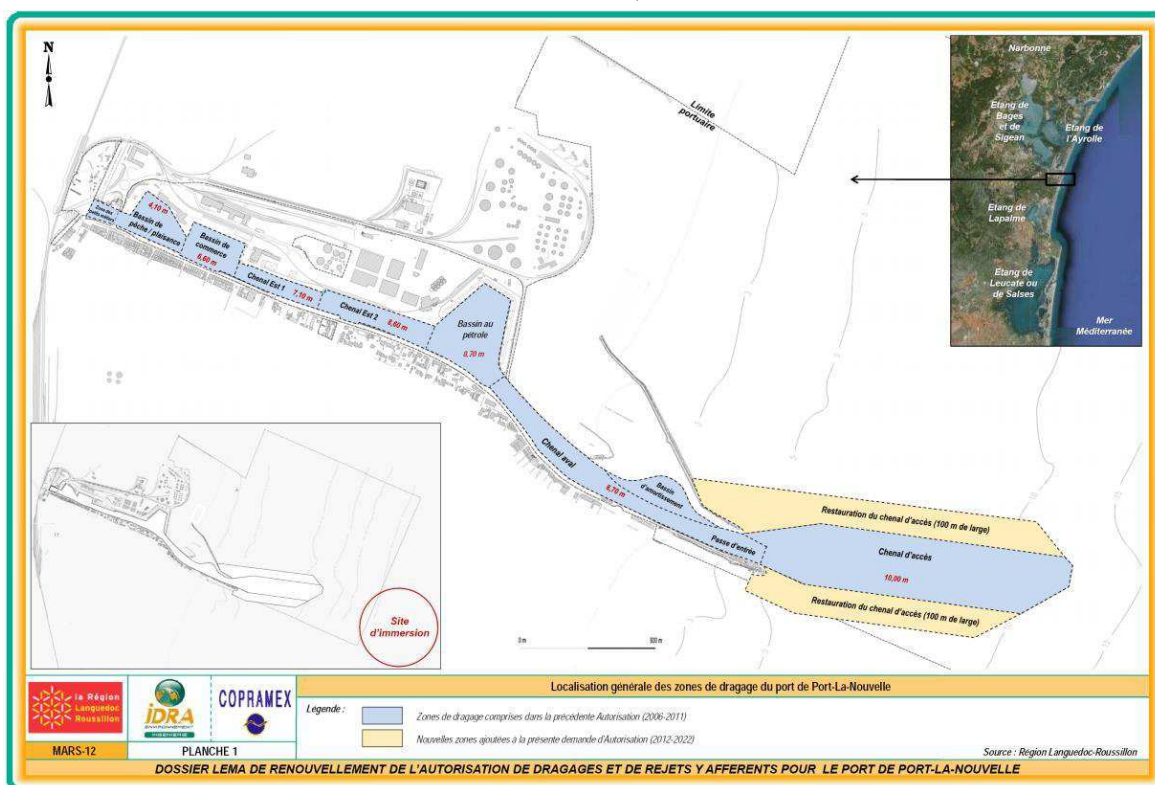 N
Limite
portuaire
Narbonne
Etang de
Bages
et de
Sigean
Etang de
l'Ayrolle
Etang de
Lapalme
Etang de
Leucate ou
de Salses
Mer
Méditerranée
4,10 m
Bassin de
pêche / plaisance
Bassin de
commerce
6,60 m
Chenal Est 1
7,10 m
Chenal Est 2
8,60 m
Bassin au
pétrole
8,70 m
Chenal aval
8,70 m
Bassin
d'amortissement
Passe d'entrée
Restauration du chenal d'accès (100 m de large)
Chenal d'accès
10,00 m
Restauration du chenal d'accès (100 m de large)
0 m
500 m
Site
d'immersion
la Région
Languedoc
Roussillon
IDRA
ENVIRONNEMENT
INGENIERIE
COPRAMEX
MARS-12
PLANCHE 1
Localisation générale des zones de dragage du port de Port-La-Nouvelle
Légende :
Zones de dragage comprises dans la précédente Autorisation (2006-2011)
Nouvelles zones ajoutées à la présente demande d'Autorisation (2012-2022)
Source : Région Languedoc-Roussillon
DOSSIER LEMA DE RENOUVELLEMENT DE L'AUTORISATION DE DRAGAGES ET DE REJETS Y AFFERENTS POUR LE PORT DE PORT-LA-NOUVELLE